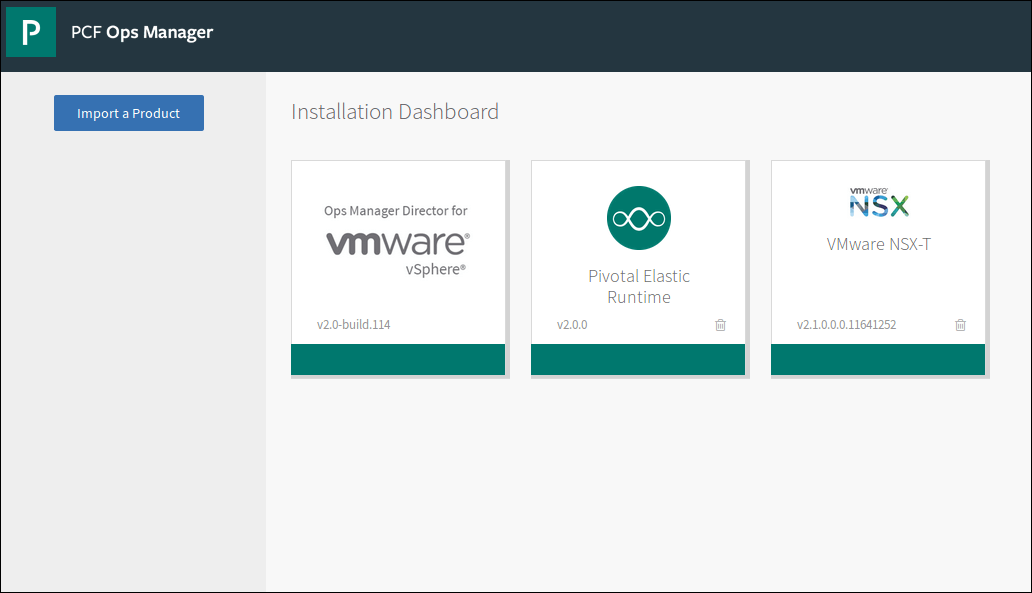 P
PCF Ops Manager
Import a Product
Installation Dashboard
Ops Manager Director for
vmware®
vSphere®
v2.0-build.114
Pivotal Elastic
Runtime
v2.0.0
vmware®
NSX
VMware NSX-T
v2.1.0.0.0.11641252